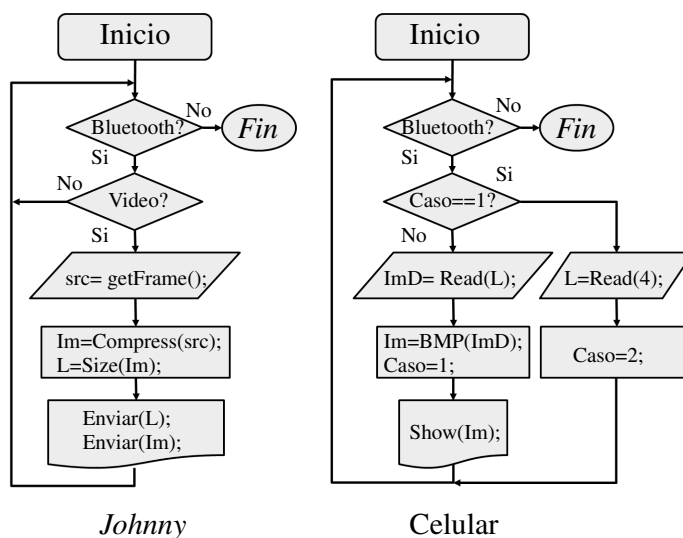 Inicio
Bluetooth?
No
Fin
Si
No
Video?
Si
src= getFrame();
Im=Compress(src);
L=Size(Im);
Enviar(L);
Enviar(Im);
Johnny
Inicio
Bluetooth?
No
Fin
Si
Caso==1?
Si
No
ImD= Read(L);
L=Read(4);
Im=BMP(ImD);
Caso=1;
Caso=2;
Show(Im);
Celular